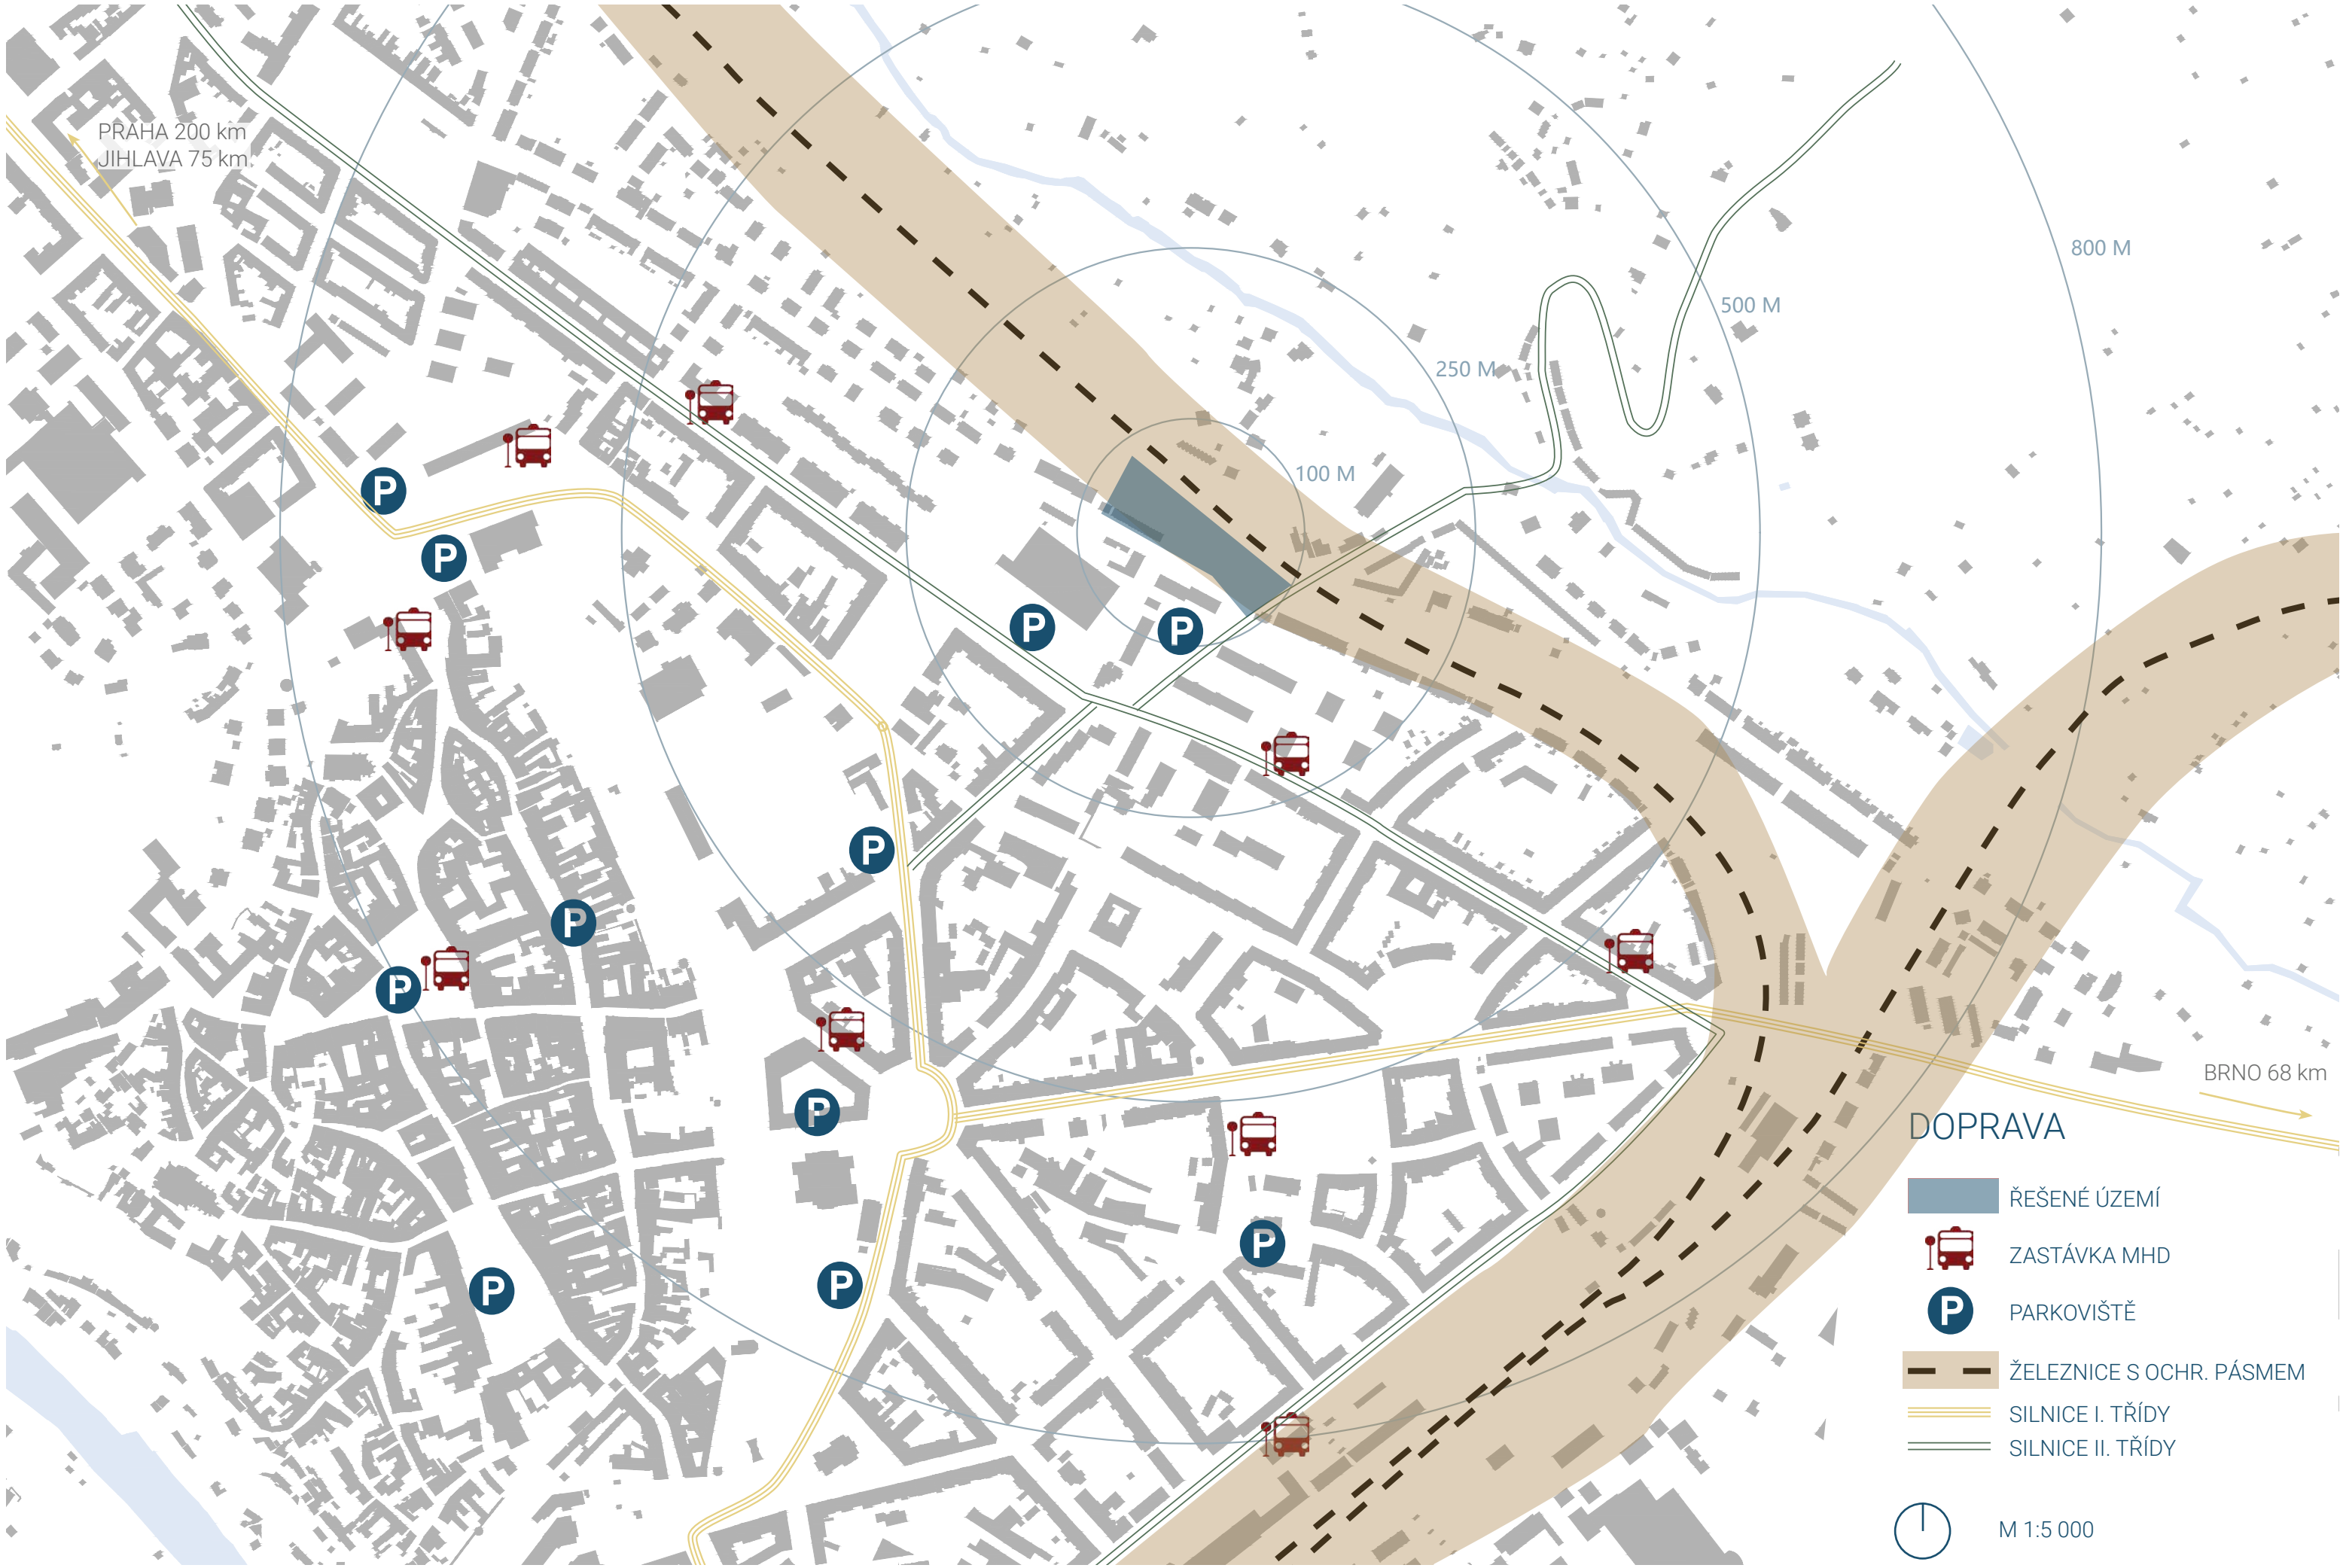 PRAHA 200 km
JIHLAVA 75 km
800 M
500 M
250 M
100 M
P
P
P
P
P
P
P
P
P
P
P
BRNO 68 km
DOPRAVA
ŘEŠENÉ ÚZEMÍ
ZASTÁVKA MHD
P PARKOVIŠTĚ
ŽELEZNICE S OCHR. PÁSMEM
SILNICE I. TŘÍDY
SILNICE II. TŘÍDY
M 1:5 000